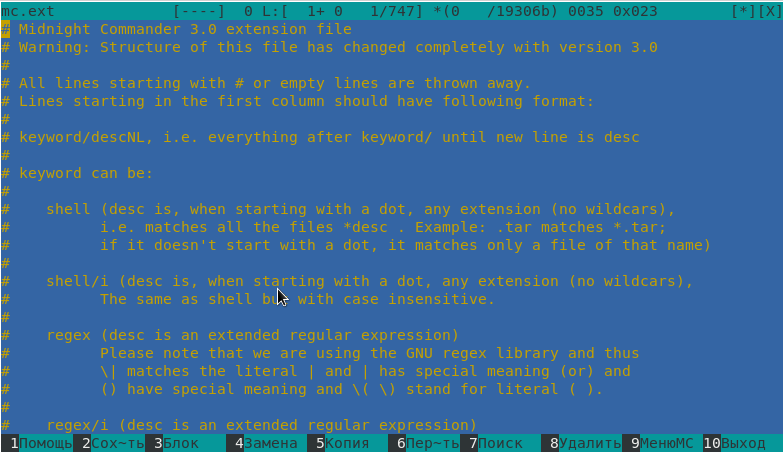 mc.ext [----] 0 L:[ 1+ 0 1/747] *(0 /19306b) 0035 0x023 [*][X]
# Midnight Commander 3.0 extension file
# Warning: Structure of this file has changed completely with version 3.0
#
# All lines starting with # or empty lines are thrown away.
# Lines starting in the first column should have following format:
#
# keyword/descNL, i.e. everything after keyword/ until new line is desc
#
# keyword can be:
#
#    shell (desc is, when starting with a dot, any extension (no wildcars),
#          i.e. matches all the files *desc . Example: .tar matches *.tar;
#          if it doesn't start with a dot, it matches only a file of that name)
#
#    shell/i (desc is, when starting with a dot, any extension (no wildcars),
#          The same as shell but with case insensitive.
#
#    regex (desc is an extended regular expression)
#          Please note that we are using the GNU regex library and thus
#          \| matches the literal | and | has special meaning (or) and
#          () have special meaning and \( \) stand for literal ( ).
#
#    regex/i (desc is an extended regular expression)
1Помощь 2Сох~ть 3Блок 4Замена 5Копия 6Пер~ть 7Поиск 8Удалить 9МенюМС 10Выход